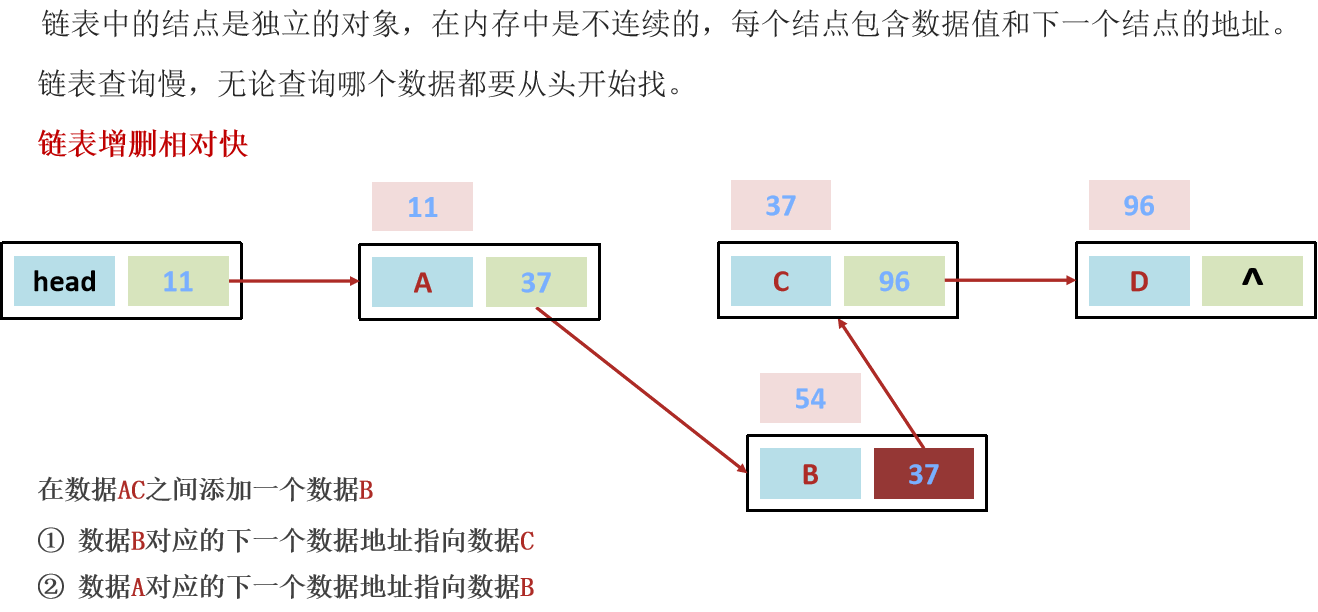 链表中的结点是独立的对象，在内存中是不连续的，每个结点包含数据值和下一个结点的地址。
链表查询慢，无论查询哪个数据都要从头开始找。
链表增删相对快
11
37
96
head 11
A 37
C 96
D ^
54
B 37
在数据AC之间添加一个数据B
① 数据B对应的下一个数据地址指向数据C
② 数据A对应的下一个数据地址指向数据B